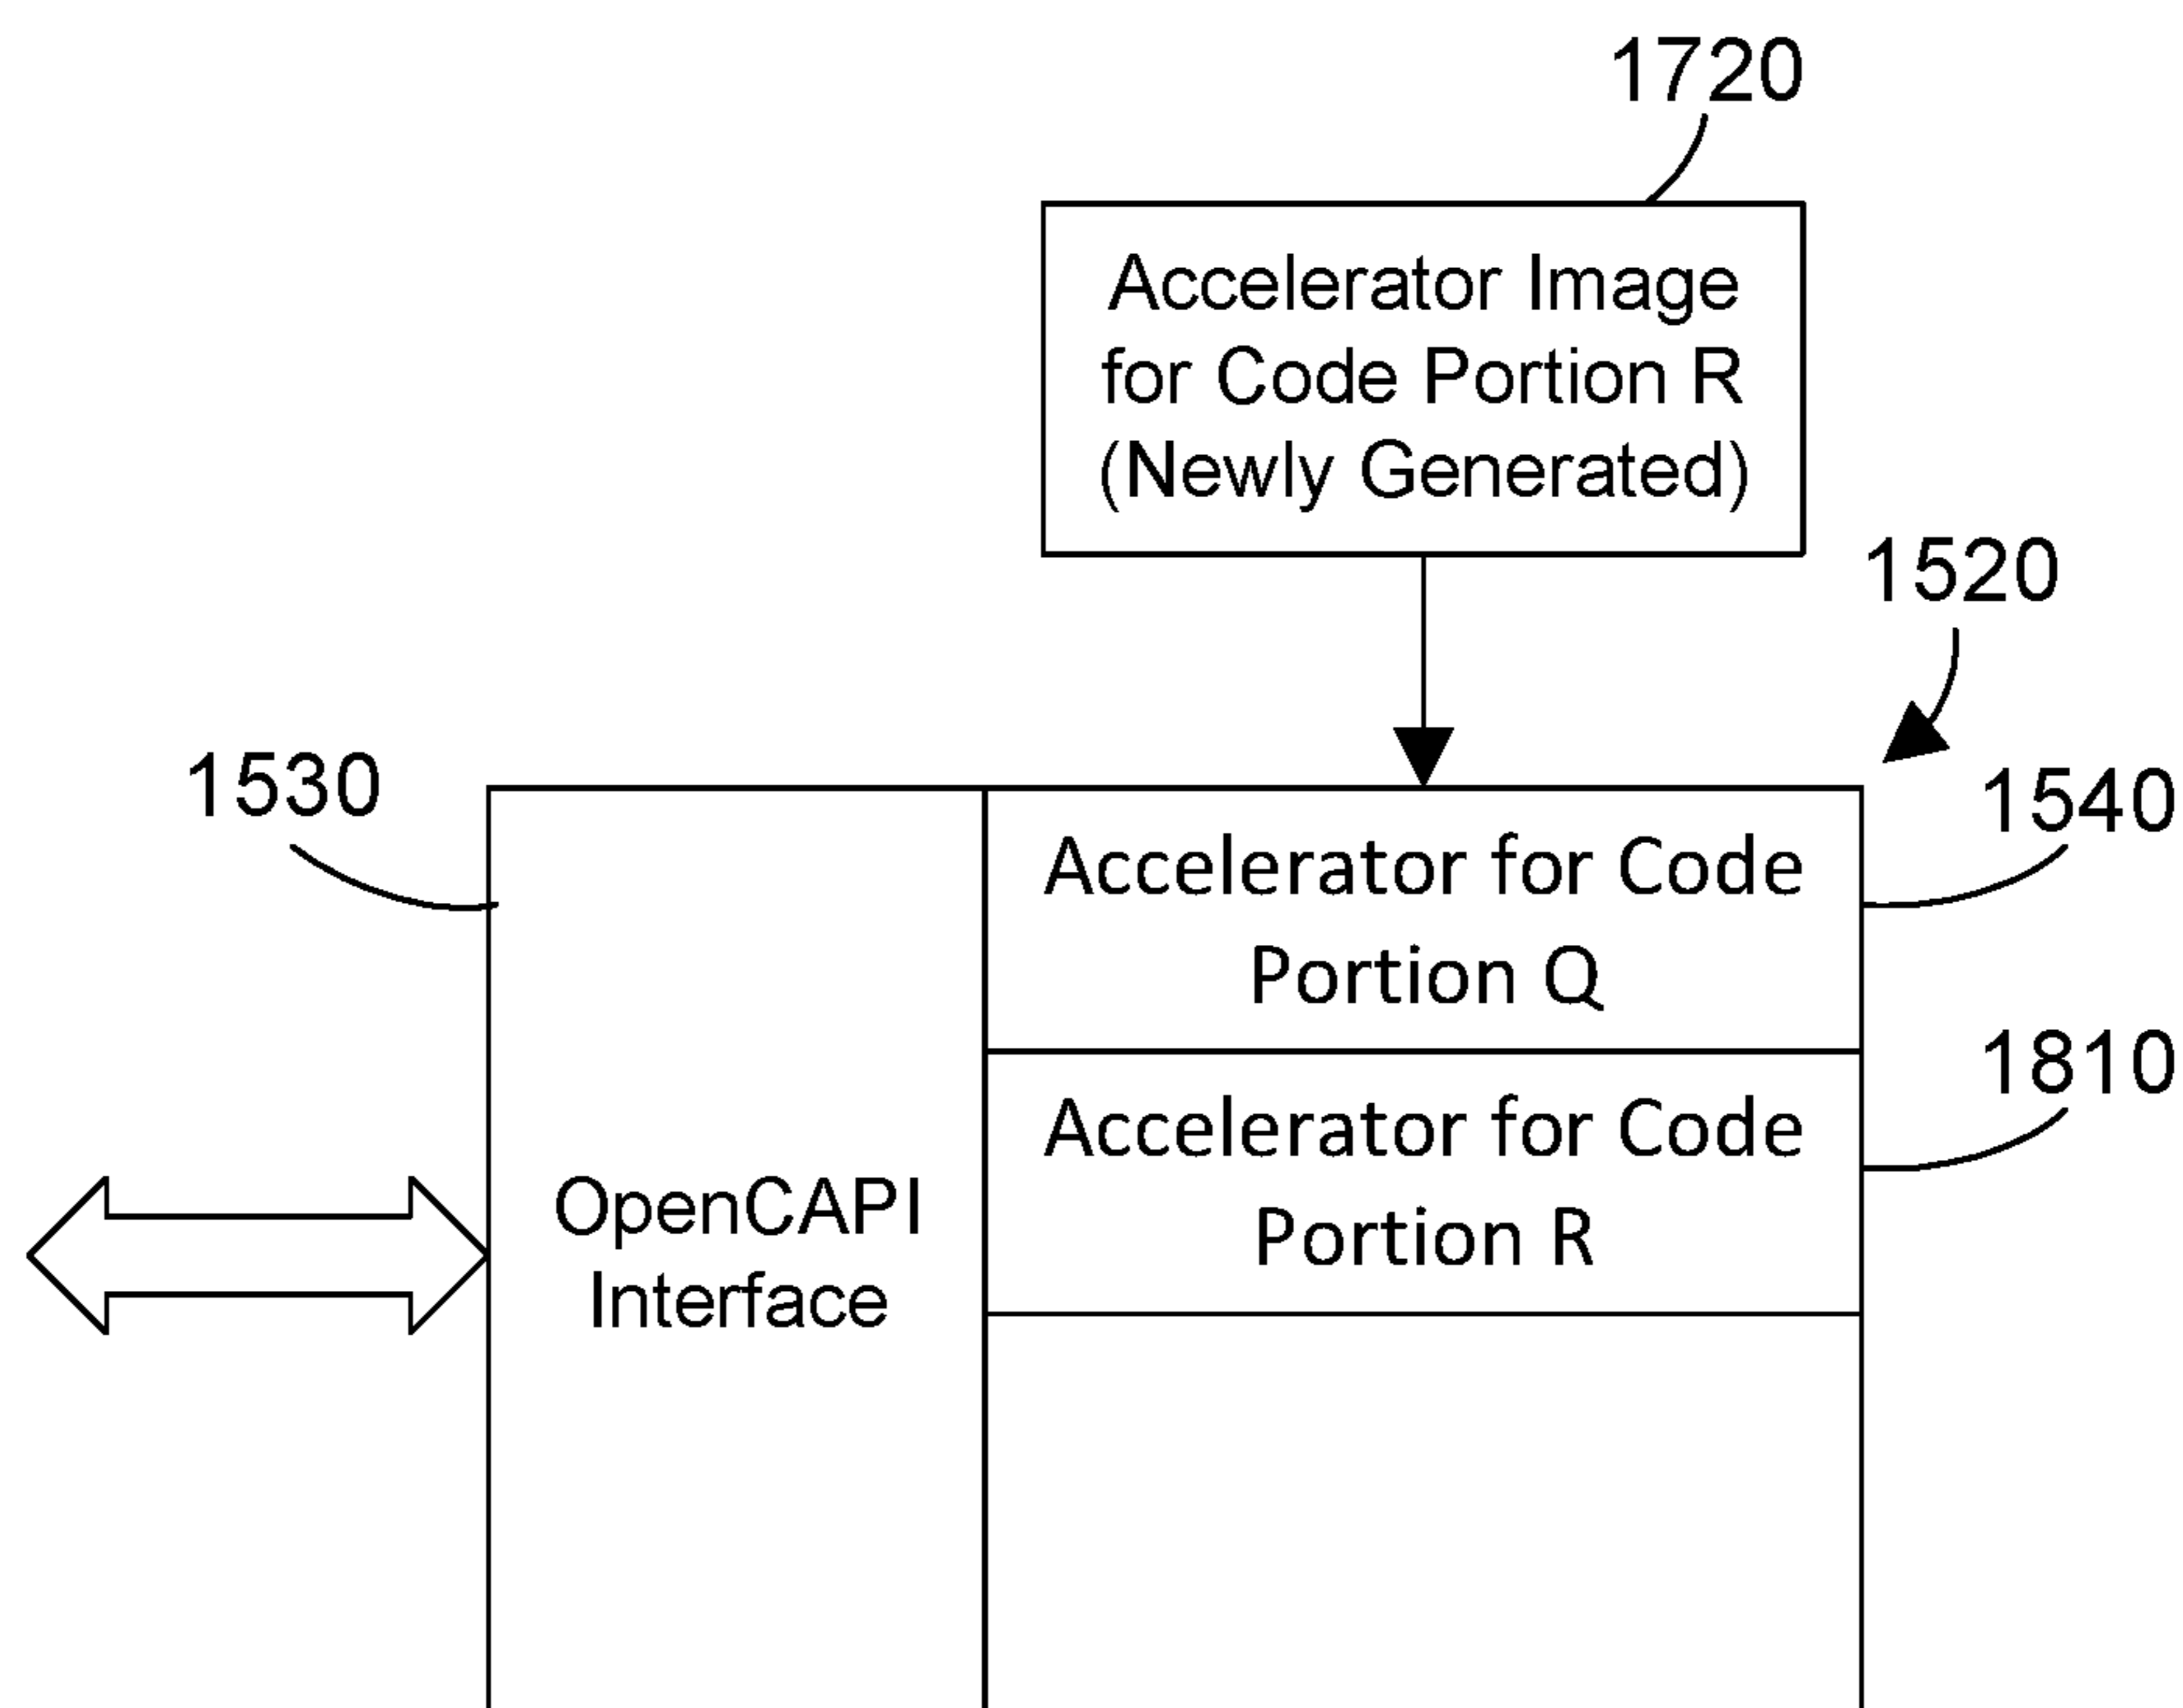 1720
Accelerator Image
for Code Portion R
(Newly Generated)
1520
1530
1540
Accelerator for Code
Portion Q
1810
Accelerator for Code
Portion R
OpenCAPI
Interface